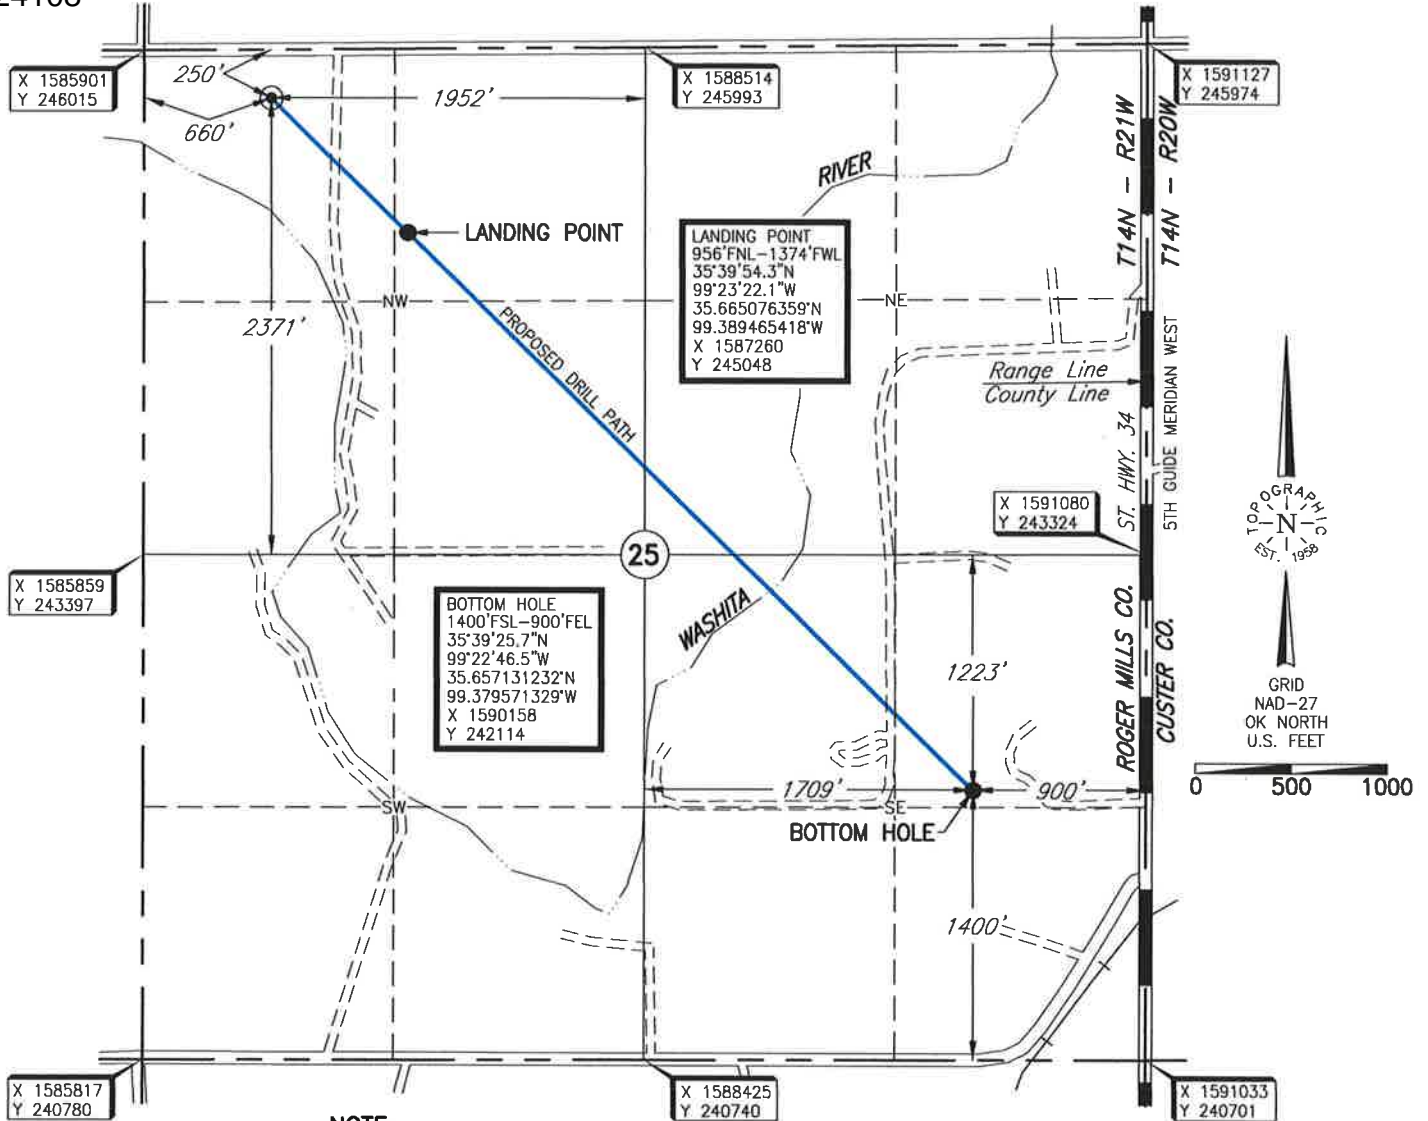 X 1585901
Y 246015
250'
660'
1952'
X 1588514
Y 245993
X 1591127
Y 245974
T14N - R21W
T14N - R20W
RIVER
LANDING POINT
LANDING POINT
956'FNL-1374'FWL
35°39'54.3"N
99°23'22.1"W
35.665076359°N
99.389465418°W
X 1587260
Y 245048
NW
NE
2371'
PROPOSED DRILL PATH
Range Line
County Line
ST. HWY. 34
5TH GUIDE MERIDIAN WEST
X 1591080
Y 243324
TOPOGRAPHIC
N
EST. 1958
25
X 1585859
Y 243397
BOTTOM HOLE
1400'FSL-900'FEL
35°39'25.7"N
99°22'46.5"W
35.657131232°N
99.379571329°W
X 1590158
Y 242114
WASHITA
1223'
ROGER MILLS CO.
CUSTER CO.
GRID
NAD-27
OK NORTH
U.S. FEET
0 500 1000
1709'
900'
SW
SE
BOTTOM HOLE
1400'
X 1585817
Y 240780
X 1588425
Y 240740
X 1591033
Y 240701